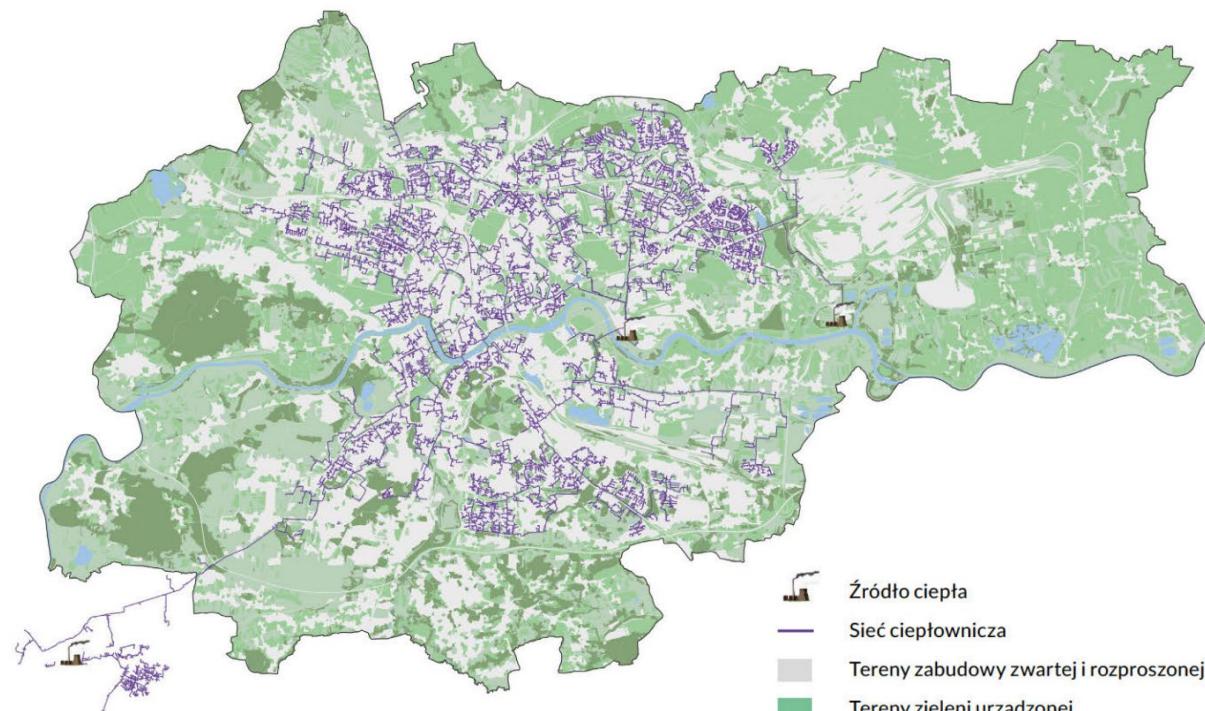 Źródło ciepła
Sieć ciepłownicza
Tereny zabudowy zwartej i rozproszonej
Tereny zieleni urządzonej